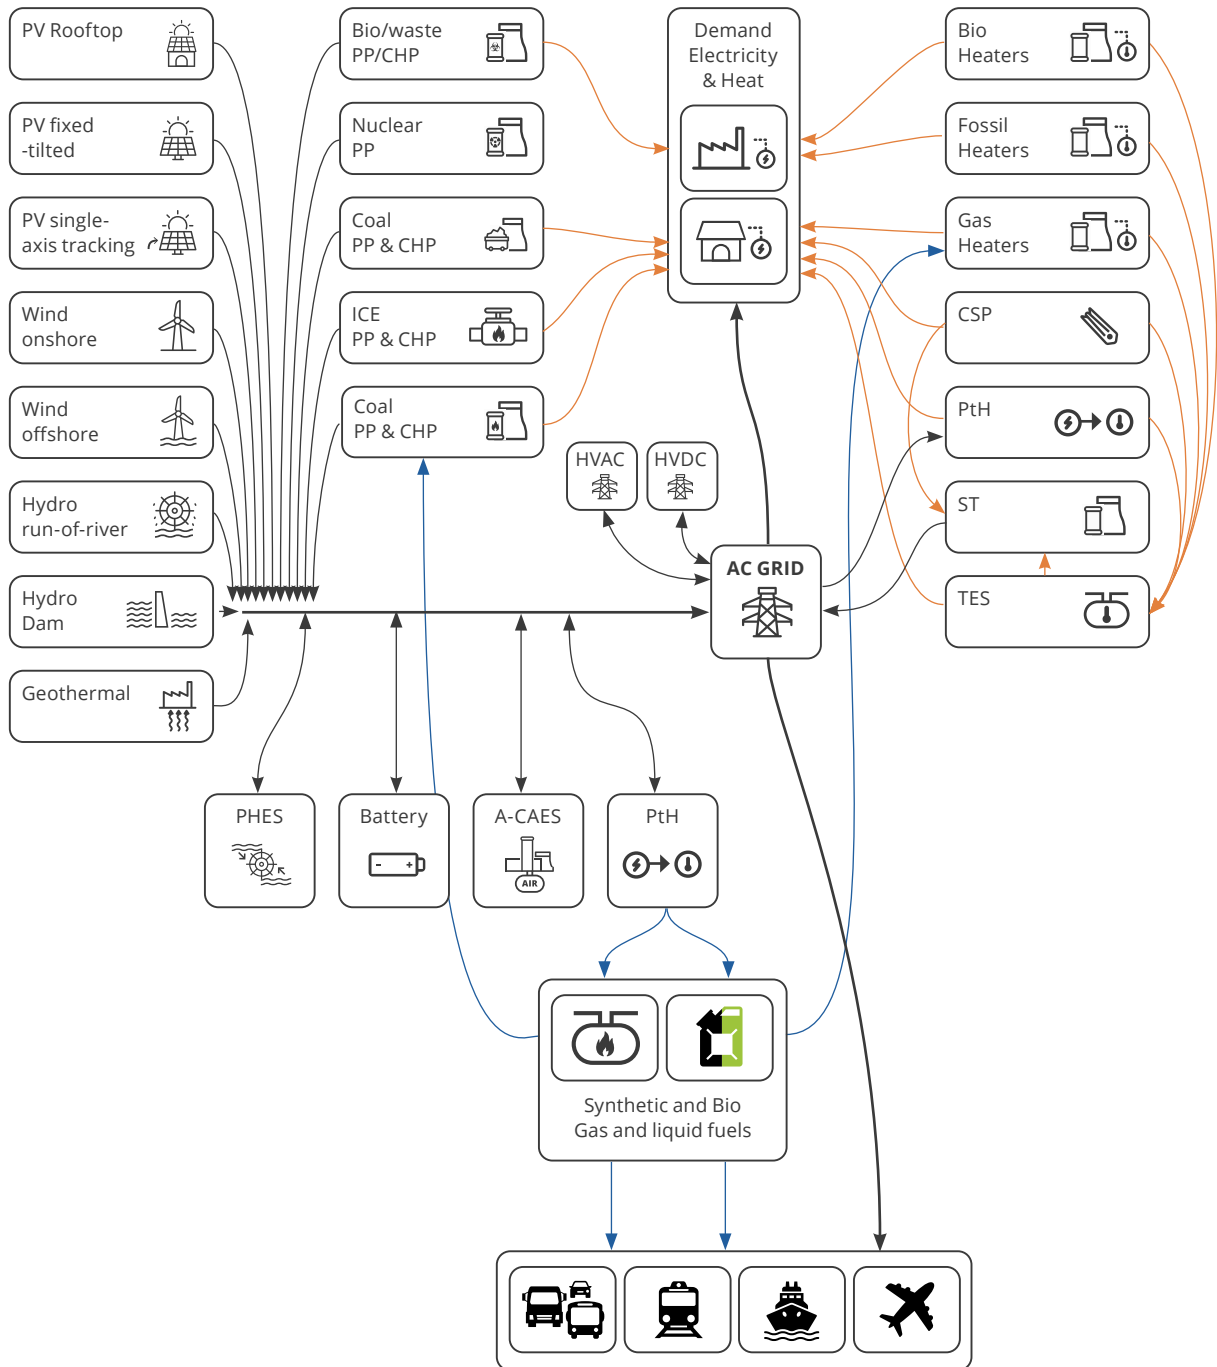 PV Rooftop
PV fixed
-tilted
PV single-
axis tracking
Wind
onshore
Wind
offshore
Hydro
run-of-river
Hydro
Dam
Geothermal
Bio/waste
PP/CHP
Nuclear
PP
Coal
PP & CHP
ICE
PP & CHP
Coal
PP & CHP
Demand
Electricity
& Heat
HVAC
HVDC
AC GRID
Bio
Heaters
Fossil
Heaters
Gas
Heaters
CSP
PtH
ST
TES
PHES
Battery
- +
A-CAES
AIR
PtH
Synthetic and Bio
Gas and liquid fuels